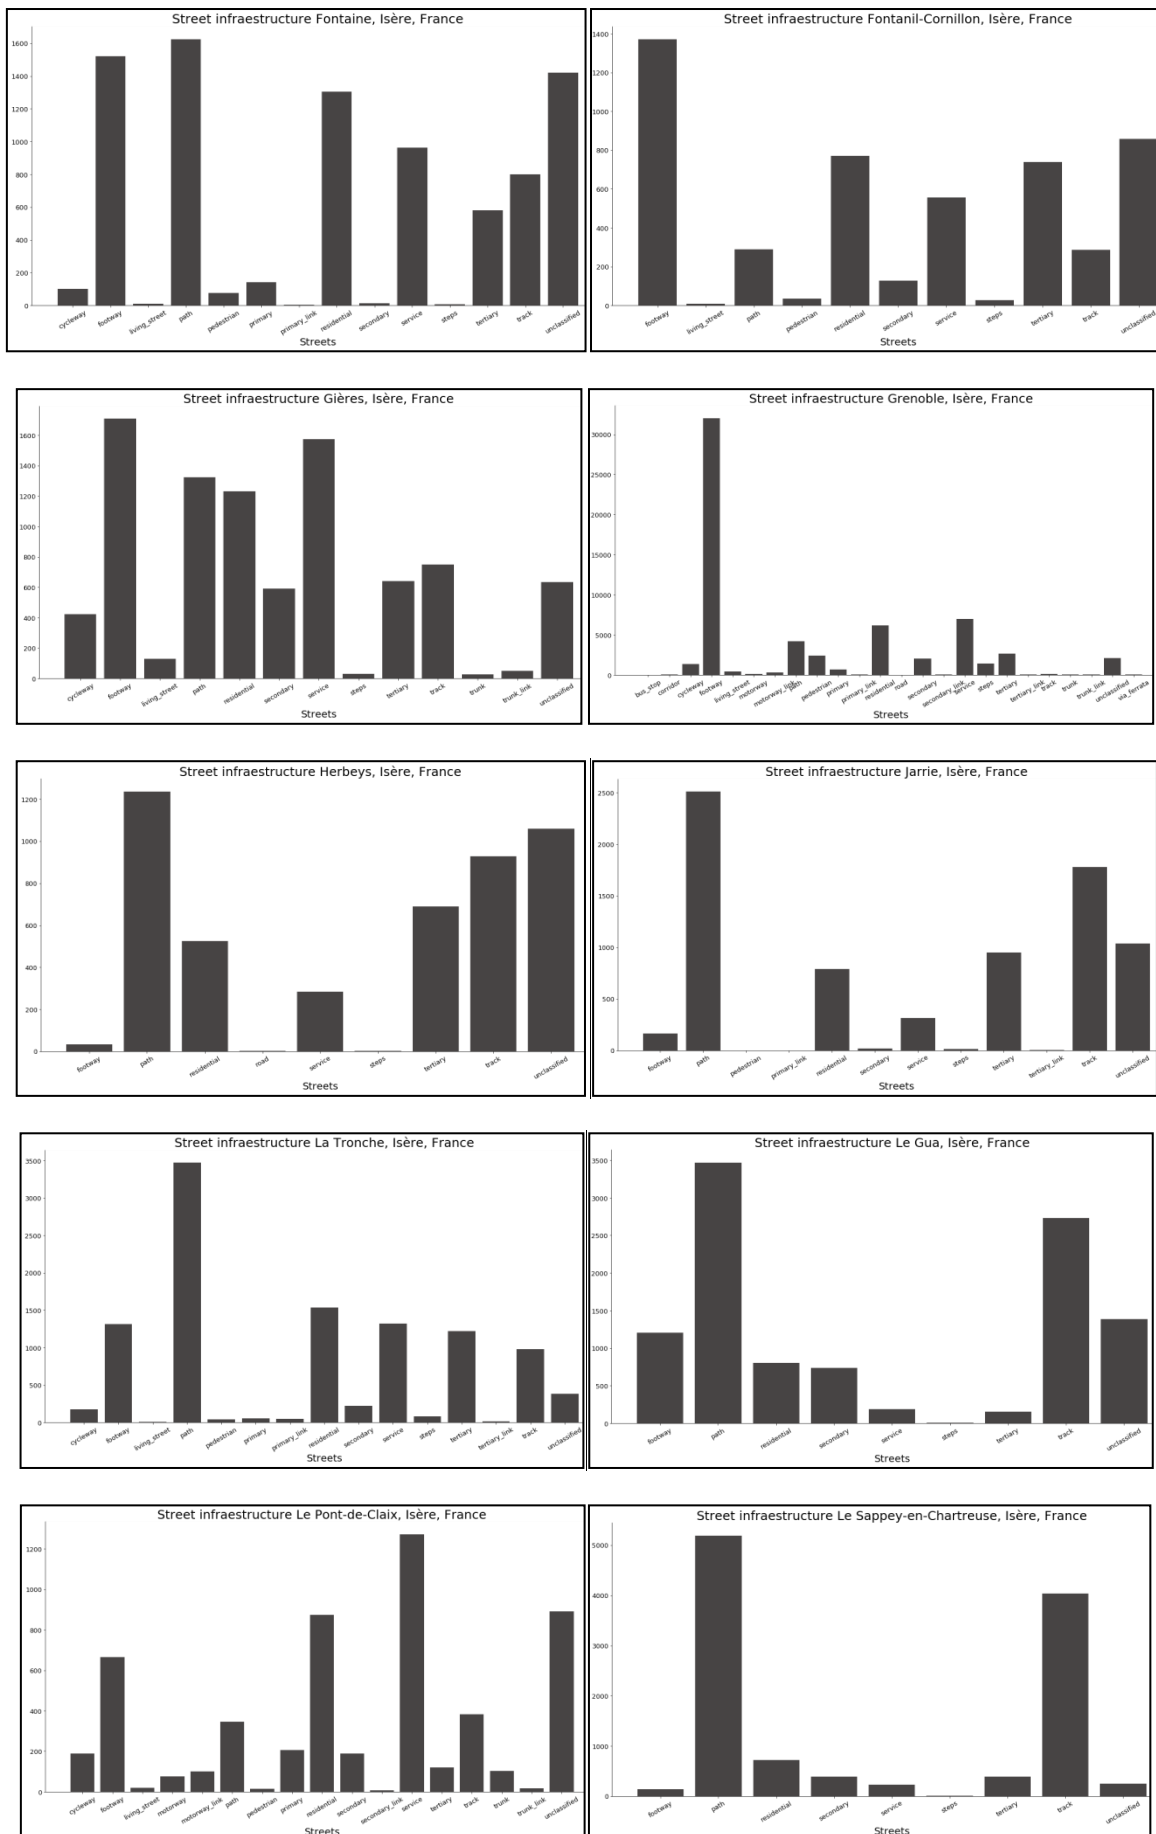 Street infraestructure Fontaine, Isère, France
1600
1400
1200
1000
800
600
400
200
0
cycleway footway living_street path pedestrian primary primary_link residential secondary service steps tertiary track unclassified
Streets
Street infraestructure Fontanil-Cornillon, Isère, France
1400
1200
1000
800
600
400
200
0
footway living_street path pedestrian residential secondary service steps tertiary track unclassified
Streets
Street infraestructure Gières, Isère, France
1600
1400
1200
1000
800
600
400
200
0
cycleway footway living_street path residential secondary service steps tertiary track trunk trunk_link unclassified
Streets
Street infraestructure Grenoble, Isère, France
30000
25000
20000
15000
10000
5000
0
bus_stop corridor cycleway footway living_street motorway motorway_link path pedestrian primary primary_link residential road secondary secondary_link service steps tertiary tertiary_link track trunk trunk_link unclassified via_ferrata
Streets
Street infraestructure Herbeys, Isère, France
1200
1000
800
600
400
200
0
footway path residential road service steps tertiary track unclassified
Streets
Street infraestructure Jarrie, Isère, France
2500
2000
1500
1000
500
0
footway path pedestrian primary_link residential secondary service steps tertiary tertiary_link track unclassified
Streets
Street infraestructure La Tronche, Isère, France
3500
3000
2500
2000
1500
1000
500
0
cycleway footway living_street path pedestrian primary primary_link residential secondary service steps tertiary tertiary_link track unclassified
Streets
Street infraestructure Le Gua, Isère, France
3500
3000
2500
2000
1500
1000
500
0
footway path residential secondary service steps tertiary track unclassified
Streets
Street infraestructure Le Pont-de-Claix, Isère, France
1200
1000
800
600
400
200
0
cycleway footway living_street motorway motorway_link path pedestrian primary residential secondary secondary_link service tertiary track trunk trunk_link unclassified
Streets
Street infraestructure Le Sappey-en-Chartreuse, Isère, France
5000
4000
3000
2000
1000
0
footway path residential secondary service steps tertiary track unclassified
Streets